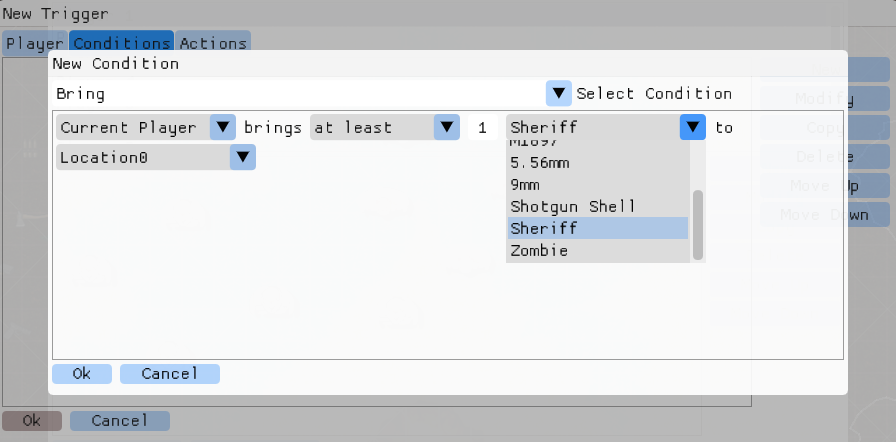 New Trigger
Player Conditions Actions
New Condition
Bring ▼ Select Condition
Current Player ▼ brings at least ▼ 1 Sheriff ▼ to
Location0 ▼
M1897
5.56mm
9mm
Shotgun Shell
Sheriff
Zombie
Modify
Copy
Delete
Move Up
Move Down
Ok Cancel
Ok Cancel